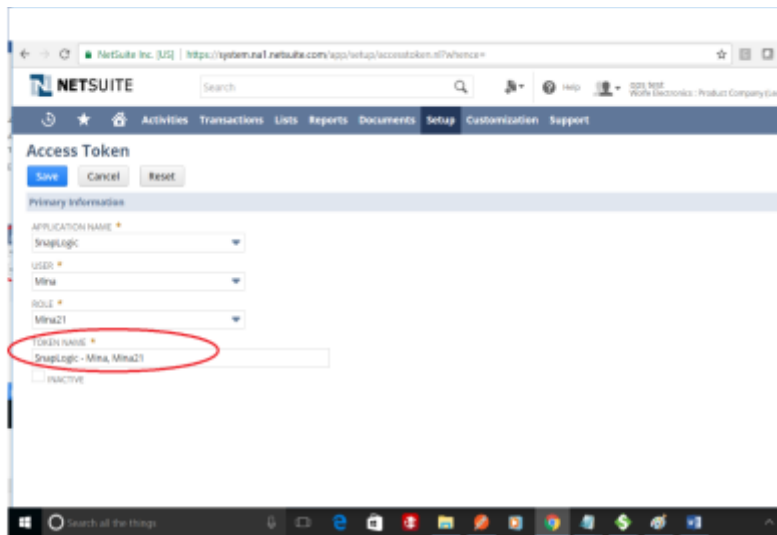 NetSuite Inc. [US] | https://system.na1.netsuite.com/app/setup/accesstoken.nl?whence=
NETSUITE
Search
Help
Wolfe Electronics : Product Company
Activities Transactions Lists Reports Documents Setup Customization Support
Access Token
Save Cancel Reset
Primary Information
APPLICATION NAME *
SnapLogic
USER *
Mina
ROLE *
Mina21
TOKEN NAME *
SnapLogic - Mina, Mina21
INACTIVE
Search all the things